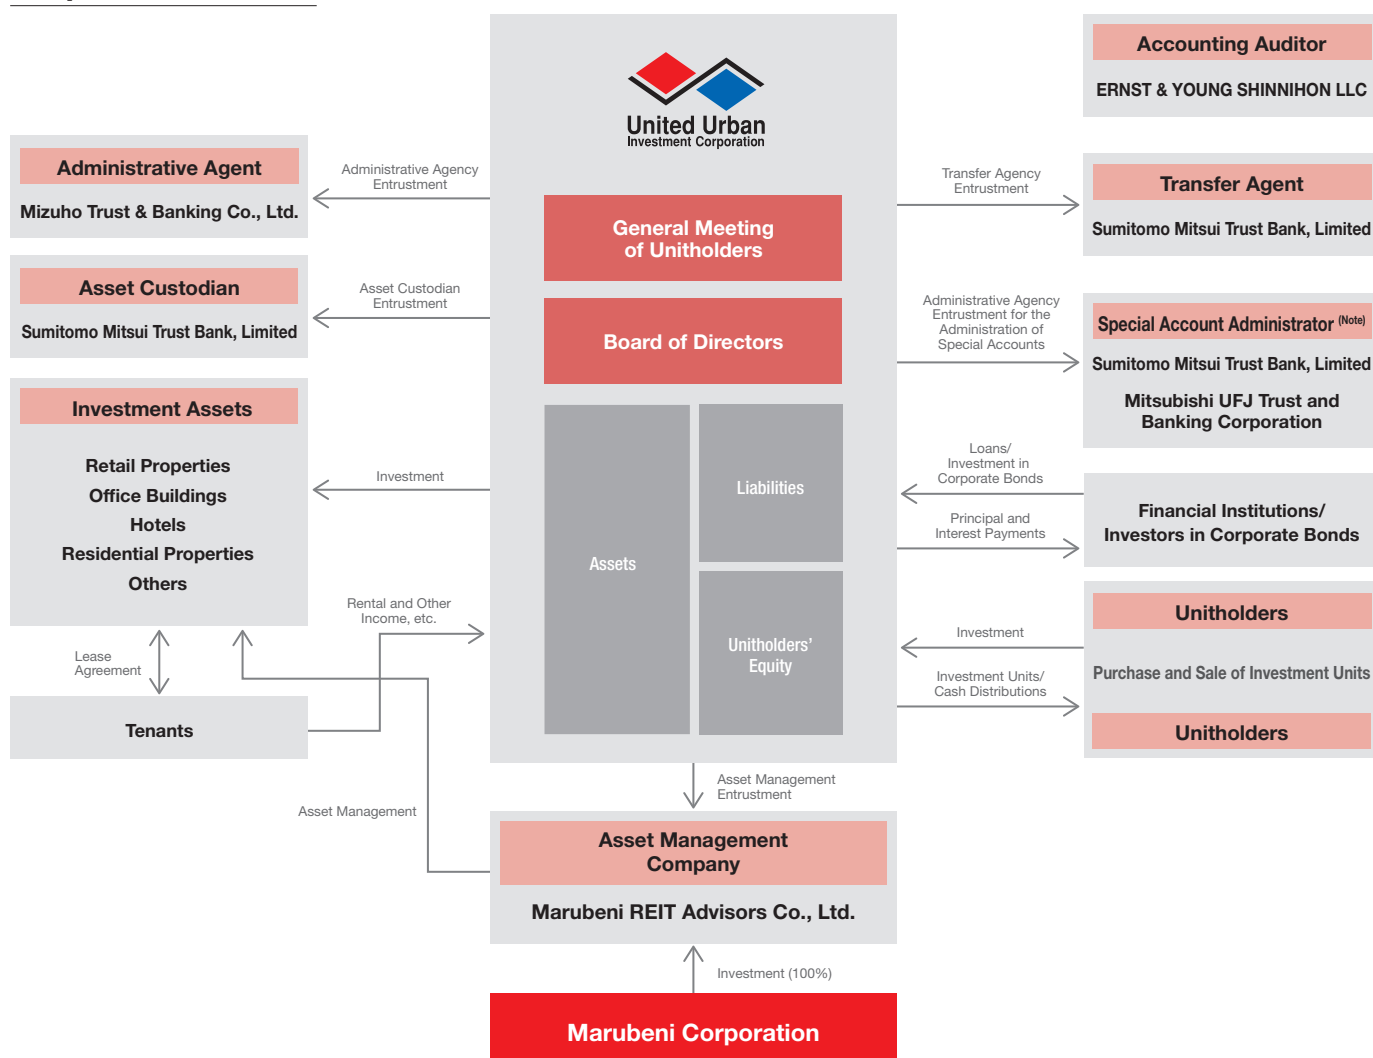 United Urban
Investment Corporation
General Meeting
of Unitholders
Board of Directors
Assets
Liabilities
Unitholders'
Equity
Administrative Agent
Mizuho Trust & Banking Co., Ltd.
Administrative Agency
Entrustment
Asset Custodian
Sumitomo Mitsui Trust Bank, Limited
Asset Custodian
Entrustment
Investment Assets
Retail Properties
Office Buildings
Hotels
Residential Properties
Others
Investment
Lease
Agreement
Tenants
Rental and Other
Income, etc.
Asset Management
Accounting Auditor
ERNST & YOUNG SHINNIHON LLC
Transfer Agency
Entrustment
Transfer Agent
Sumitomo Mitsui Trust Bank, Limited
Administrative Agency
Entrustment for the
Administration of
Special Accounts
Special Account Administrator (Note)
Sumitomo Mitsui Trust Bank, Limited
Mitsubishi UFJ Trust and
Banking Corporation
Loans/
Investment in
Corporate Bonds
Principal and
Interest Payments
Financial Institutions/
Investors in Corporate Bonds
Investment
Investment Units/
Cash Distributions
Unitholders
Purchase and Sale of Investment Units
Unitholders
Asset Management
Entrustment
Asset Management
Company
Marubeni REIT Advisors Co., Ltd.
Investment (100%)
Marubeni Corporation